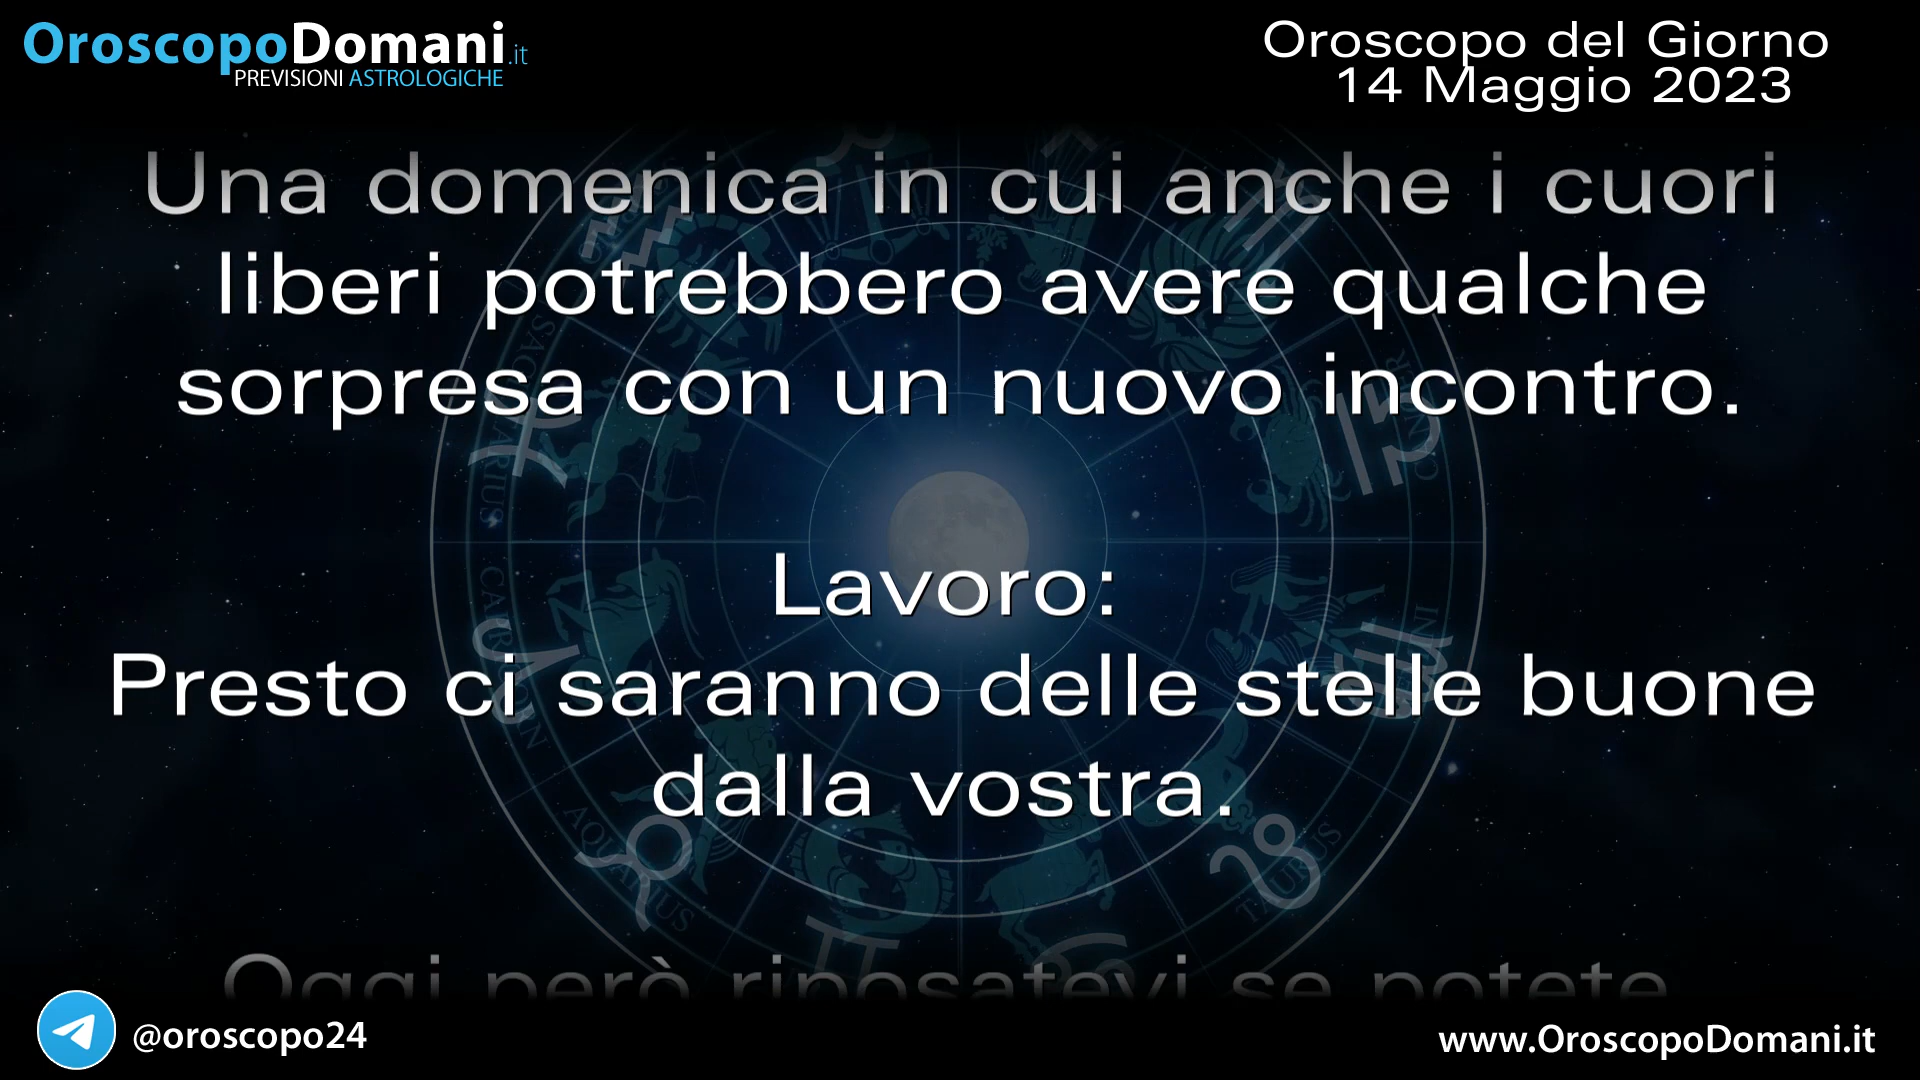 OroscopoDomani.it
PREVISIONI ASTROLOGICHE
Oroscopo del Giorno
14 Maggio 2023
Una domenica in cui anche i cuori
liberi potrebbero avere qualche
sorpresa con un nuovo incontro.
Lavoro:
Presto ci saranno delle stelle buone
dalla vostra.
Oggi però riposatevi se potete
AQUARIUS
TAURUS
@oroscopo24
www.OroscopoDomani.it